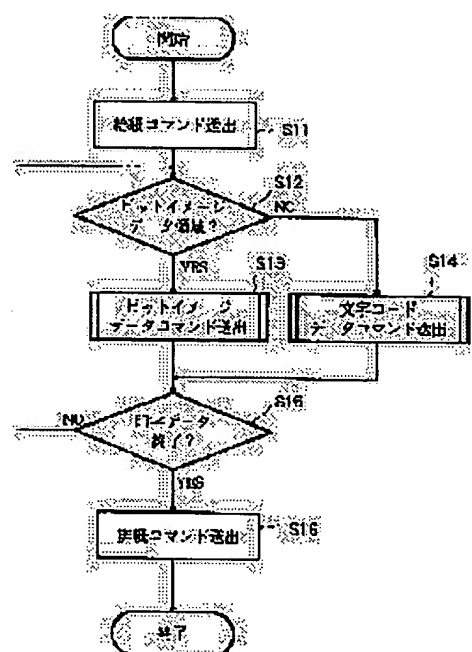 開始
給紙コマンド送出
S11
S12
ドットイメージ
データ領域?
NO
YES
S13
ドットイメージ
データコマンド送出
S14
文字コード
データコマンド送出
S15
データ
終了?
NO
YES
排紙コマンド送出
S16
終了